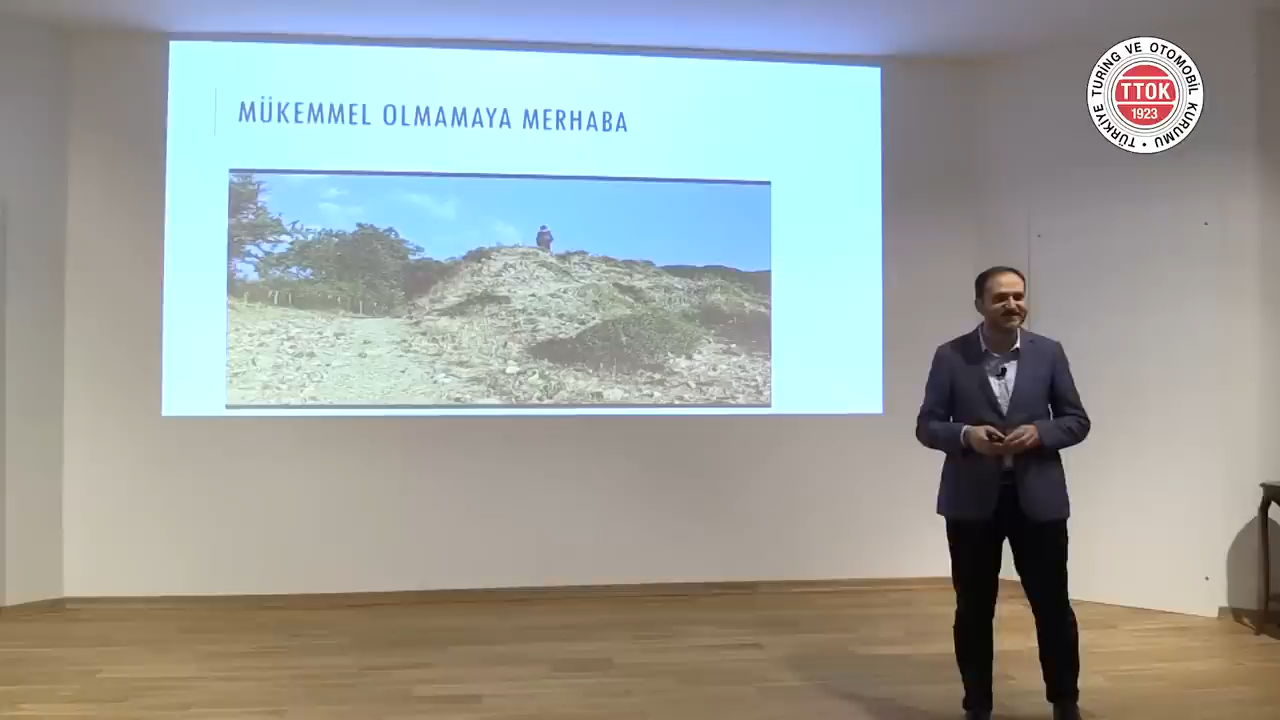 MÜKEMMEL OLMAMAYA MERHABA
TÜRKİYE TURİNG VE OTOMOBİL KURUMU
TTOK
1923